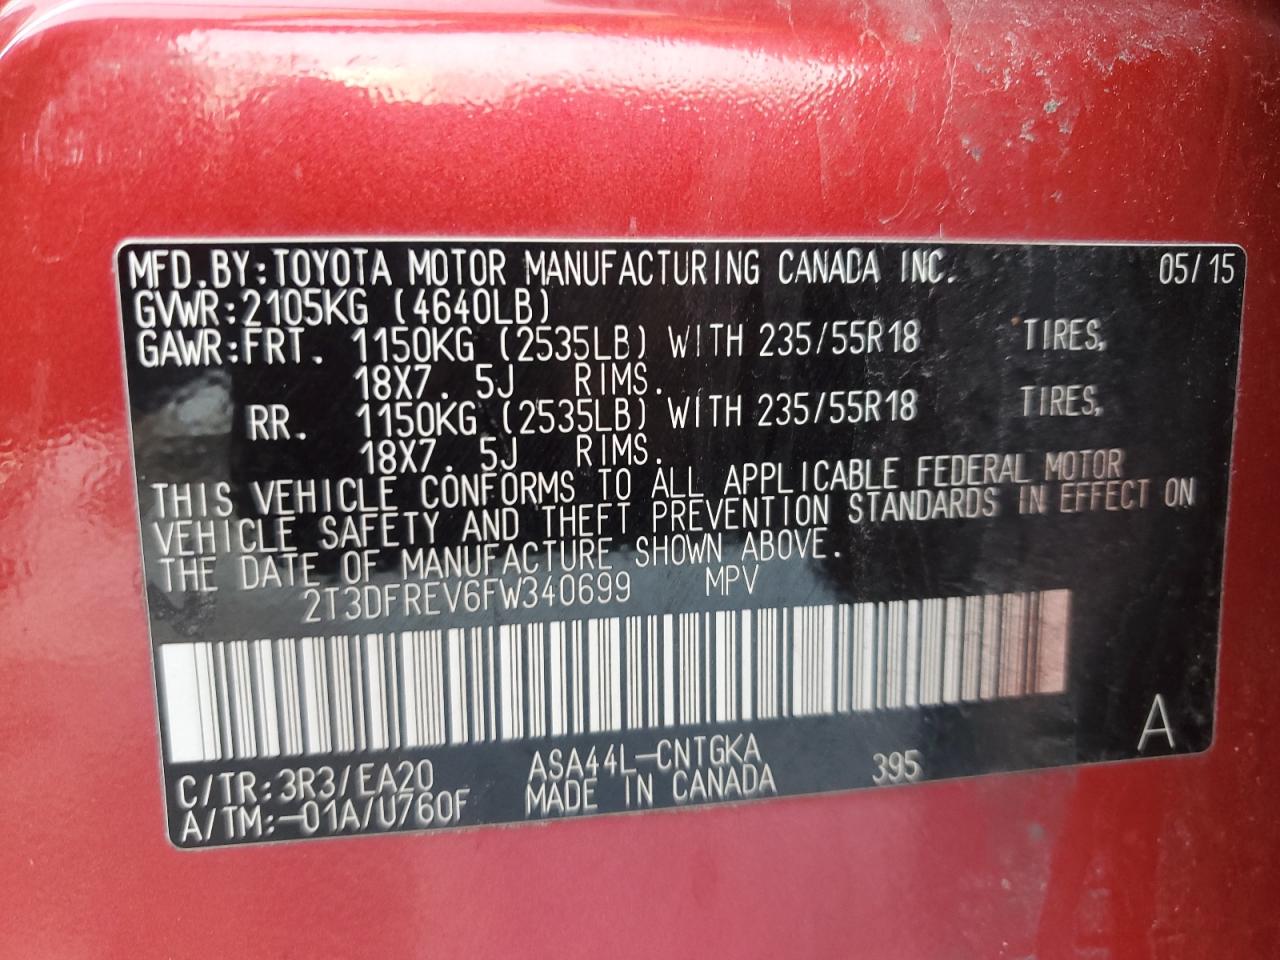 MFD.BY:TOYOTA MOTOR MANUFACTURING CANADA INC. 05/15
GVWR:2105KG (4640LB)
GAWR:FRT. 1150KG (2535LB) WITH 235/55R18 TIRES,
18X7.5J RIMS.
RR. 1150KG (2535LB) WITH 235/55R18 TIRES,
18X7.5J RIMS.
THIS VEHICLE CONFORMS TO ALL APPLICABLE FEDERAL MOTOR
VEHICLE SAFETY AND THEFT PREVENTION STANDARDS IN EFFECT ON
THE DATE OF MANUFACTURE SHOWN ABOVE.
2T3DFREV6FW340699 MPV
C/TR:3R3/EA20 ASA44L-CNTGKA 395 A
A/TM:-01A/U760F MADE IN CANADA